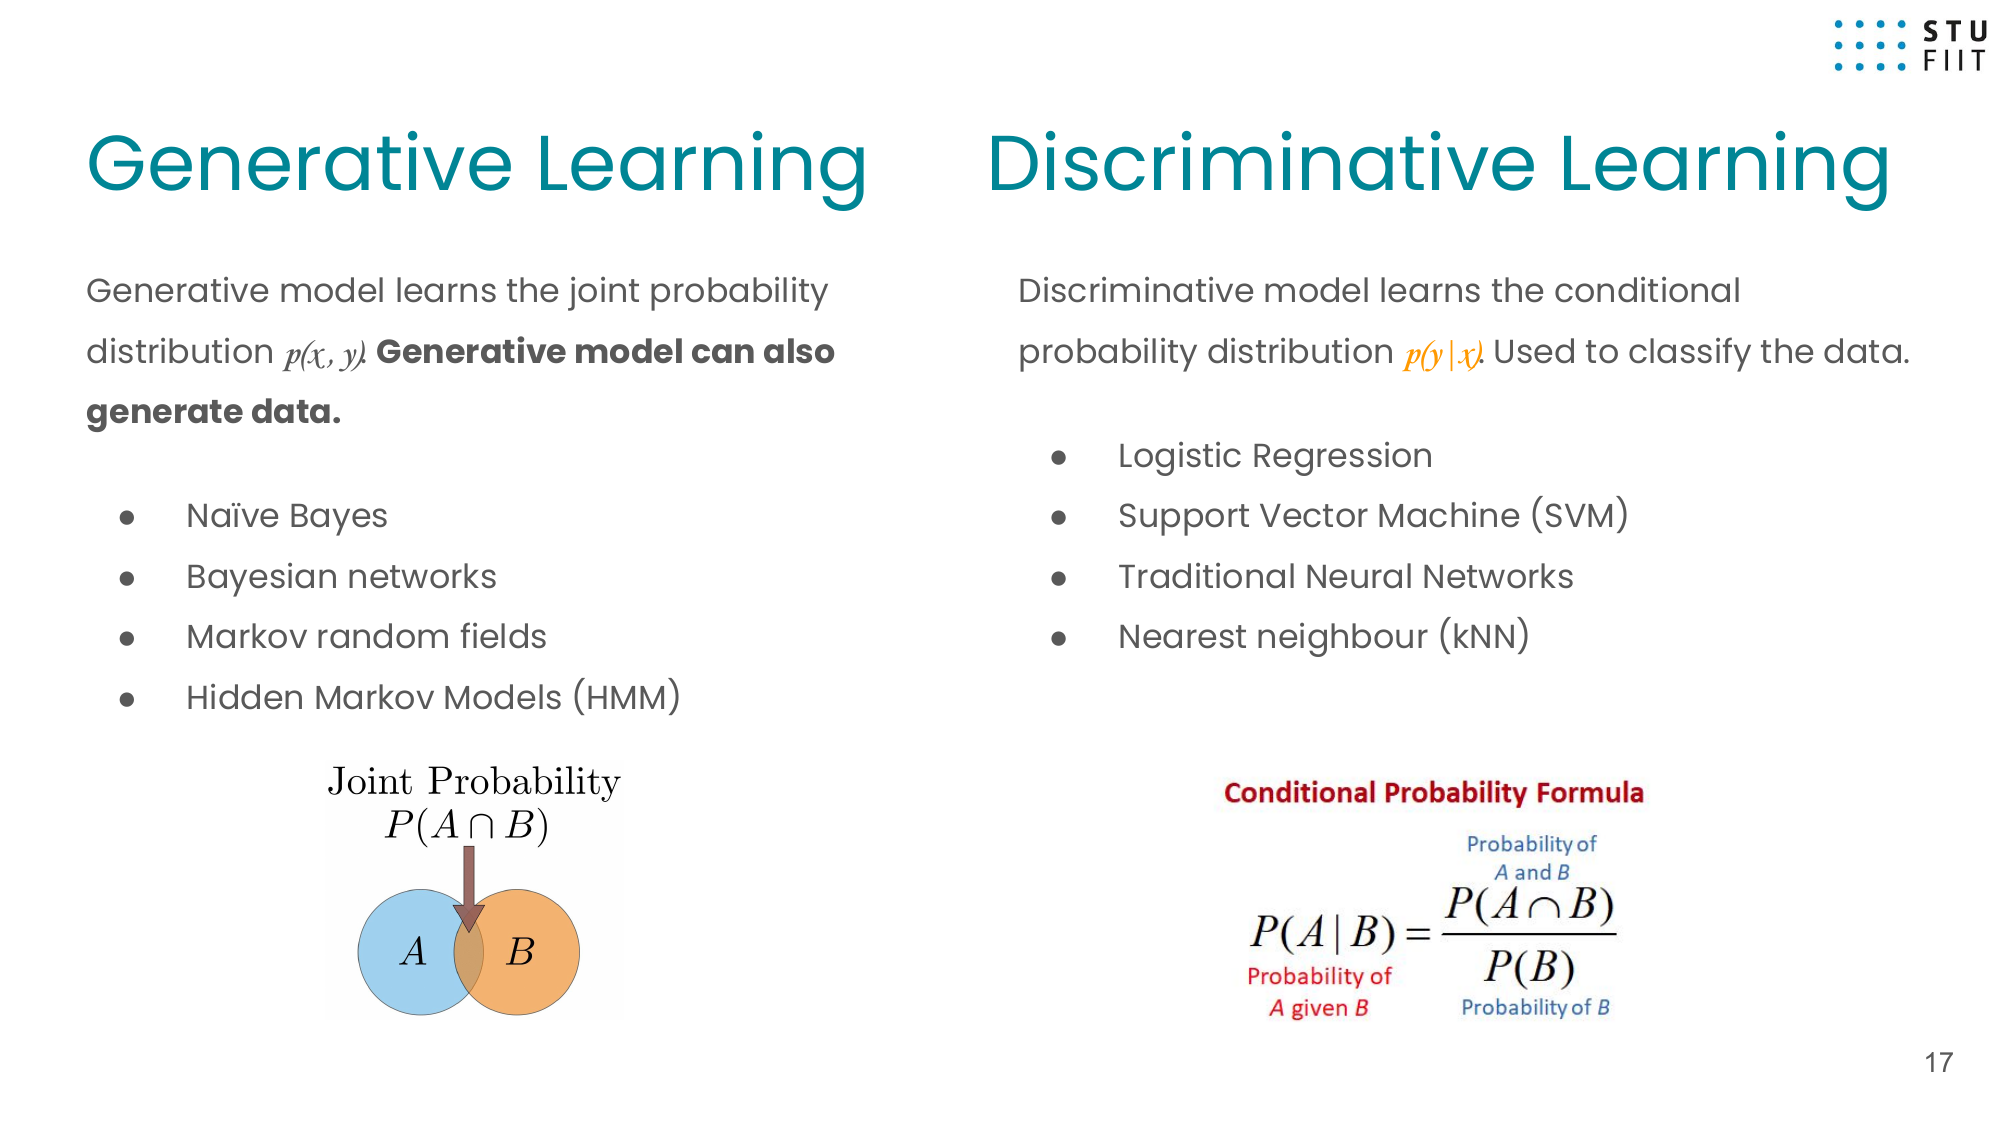 STU
FIIT
Generative Learning
Generative model learns the joint probability
distribution p(x, y). Generative model can also
generate data.
● Naïve Bayes
● Bayesian networks
● Markov random fields
● Hidden Markov Models (HMM)
Joint Probability
P(A ∩ B)
A B
Discriminative Learning
Discriminative model learns the conditional
probability distribution p(y|x). Used to classify the data.
● Logistic Regression
● Support Vector Machine (SVM)
● Traditional Neural Networks
● Nearest neighbour (kNN)
Conditional Probability Formula
Probability of
A and B
P(A ∩ B)
P(A | B) =
P(B)
Probability of
A given B
Probability of B
17